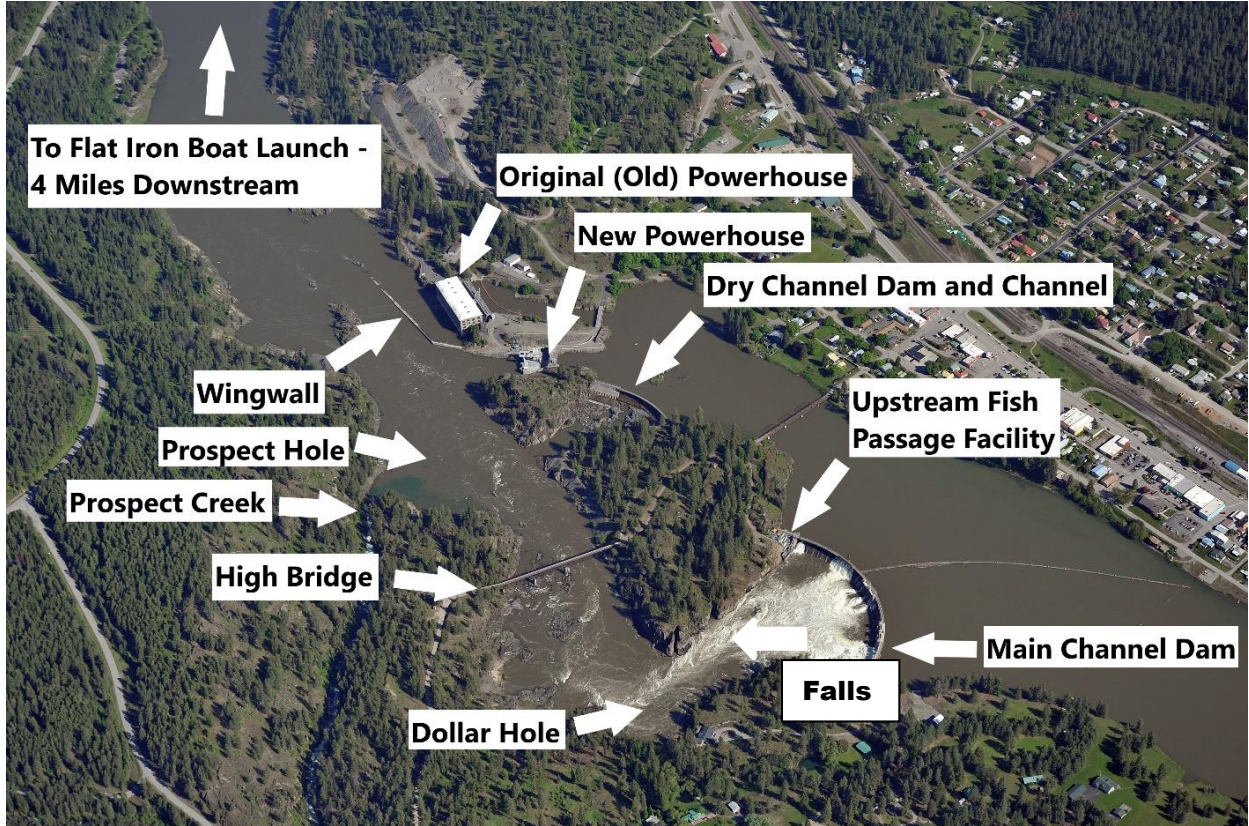 To Flat Iron Boat Launch -
4 Miles Downstream
Original (Old) Powerhouse
New Powerhouse
Dry Channel Dam and Channel
Wingwall
Upstream Fish
Passage Facility
Prospect Hole
Prospect Creek
High Bridge
Main Channel Dam
Falls
Dollar Hole